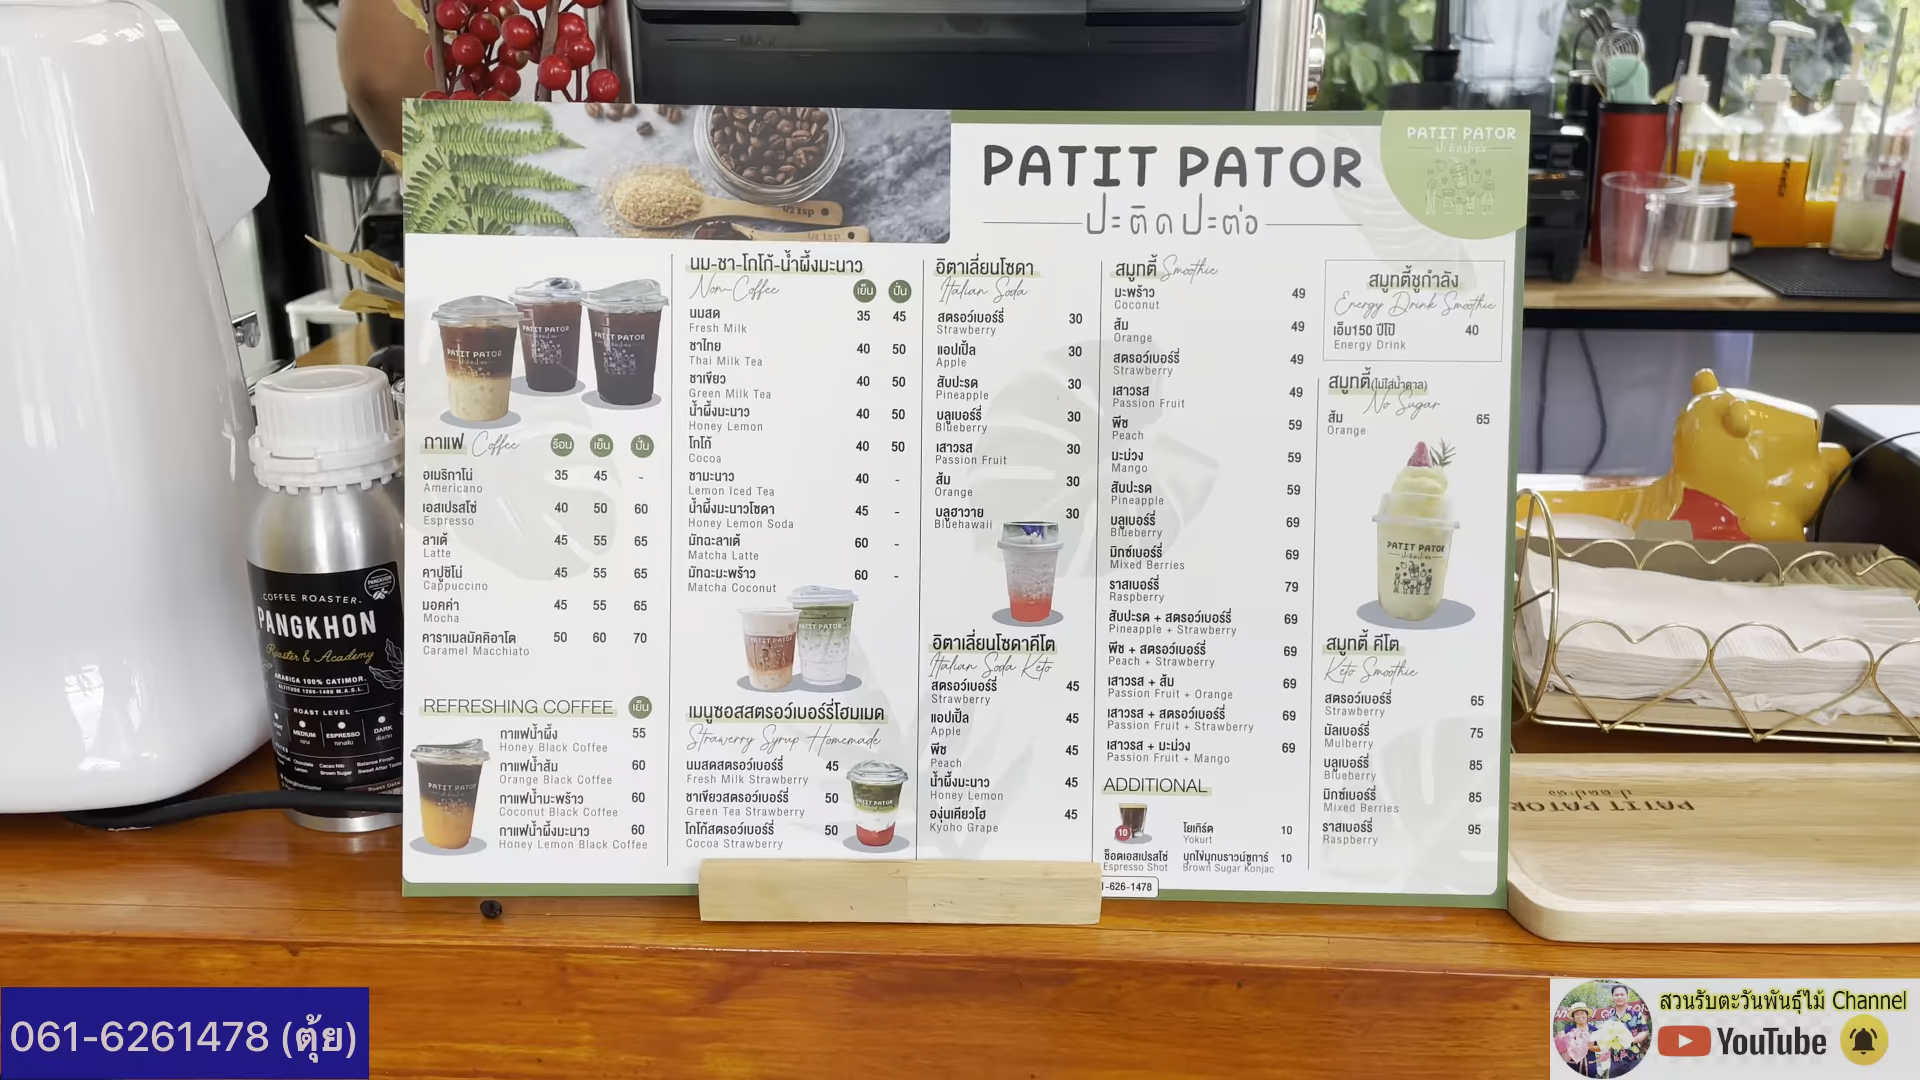 PATIT PATOR
ปะติดปะต่อ
PATIT PATOR
ปะติดปะต่อ
กาแฟ Coffee ร้อน เย็น ปั่น
อเมริกาโน่ 35 45 -
Americano
เอสเปรสโซ่ 40 50 60
Espresso
ลาเต้ 45 55 65
Latte
คาปูชิโน่ 45 55 65
Cappuccino
มอคค่า 45 55 65
Mocha
คาราเมลมัคคิอาโต 50 60 70
Caramel Macchiato
REFRESHING COFFEE เย็น
กาแฟน้ำผึ้ง 55
Honey Black Coffee
กาแฟน้ำส้ม 60
Orange Black Coffee
กาแฟน้ำมะพร้าว 60
Coconut Black Coffee
กาแฟน้ำผึ้งมะนาว 60
Honey Lemon Black Coffee
นม-ชา-โกโก้-น้ำผึ้งมะนาว
Non-Coffee เย็น ปั่น
นมสด 35 45
Fresh Milk
ชาไทย 40 50
Thai Milk Tea
ชาเขียว 40 50
Green Milk Tea
น้ำผึ้งมะนาว 40 50
Honey Lemon
โกโก้ 40 50
Cocoa
ชามะนาว 40 -
Lemon Iced Tea
น้ำผึ้งมะนาวโซดา 45 -
Honey Lemon Soda
มัทฉะลาเต้ 60 -
Matcha Latte
มัทฉะมะพร้าว 60 -
Matcha Coconut
เมนูซอสสตรอว์เบอร์รี่โฮมเมด
Strawerry Syrup Homemade
นมสดสตรอว์เบอร์รี่ 45
Fresh Milk Strawberry
ชาเขียวสตรอว์เบอร์รี่ 50
Green Tea Strawberry
โกโก้สตรอว์เบอร์รี่ 50
Cocoa Strawberry
อิตาเลี่ยนโซดา
Italian Soda
สตรอว์เบอร์รี่ 30
Strawberry
แอปเปิ้ล 30
Apple
สับปะรด 30
Pineapple
บลูเบอร์รี่ 30
Blueberry
เสาวรส 30
Passion Fruit
ส้ม 30
Orange
บลูฮาวาย 30
Bluehawaii
อิตาเลี่ยนโซดาคีโต
Italian Soda Keto
สตรอว์เบอร์รี่ 45
Strawberry
แอปเปิ้ล 45
Apple
พีช 45
Peach
น้ำผึ้งมะนาว 45
Honey Lemon
องุ่นเคียวโฮ 45
Kyoho Grape
สมูทตี้ Smoothie
มะพร้าว 49
Coconut
ส้ม 49
Orange
สตรอว์เบอร์รี่ 49
Strawberry
เสาวรส 49
Passion Fruit
พีช 59
Peach
มะม่วง 59
Mango
สับปะรด 59
Pineapple
บลูเบอร์รี่ 69
Blueberry
มิกซ์เบอร์รี่ 69
Mixed Berries
ราสเบอร์รี่ 79
Raspberry
สับปะรด + สตรอว์เบอร์รี่ 69
Pineapple + Strawberry
พีช + สตรอว์เบอร์รี่ 69
Peach + Strawberry
เสาวรส + ส้ม 69
Passion Fruit + Orange
เสาวรส + สตรอว์เบอร์รี่ 69
Passion Fruit + Strawberry
เสาวรส + มะม่วง 69
Passion Fruit + Mango
ADDITIONAL
10
ช็อตเอสเปรสโซ่
Espresso Shot
โยเกิร์ต 10
Yokurt
บุกไข่มุกบราวน์ชูการ์ 10
Brown Sugar Konjac
1-626-1478
สมูทตี้ชูกำลัง
Energy Drink Smoothie
เอ็ม150 ปีโป้ 40
Energy Drink
สมูทตี้(ไม่ใส่น้ำตาล)
No Sugar
ส้ม 65
Orange
PATIT PATOR
สมูทตี้ คีโต
Keto Smoothie
สตรอว์เบอร์รี่ 65
Strawberry
มัลเบอร์รี่ 75
Mulberry
บลูเบอร์รี่ 85
Blueberry
มิกซ์เบอร์รี่ 85
Mixed Berries
ราสเบอร์รี่ 95
Raspberry
PATIT PATOR
PATIT PATOR
PATIT PATOR
PATIT PATOR
COFFEE ROASTER
PANGKHON
Roaster & Academy
ARABICA 100% CATIMOR.
ALTITUDE 1200-1400 M.A.S.L.
ROAST LEVEL
MEDIUM ESPRESSO DARK
PATIT PATOR
ปะติดปะต่อ
061-6261478 (ตุ้ย)
สวนรับตะวันพันธุ์ไม้ Channel
YouTube